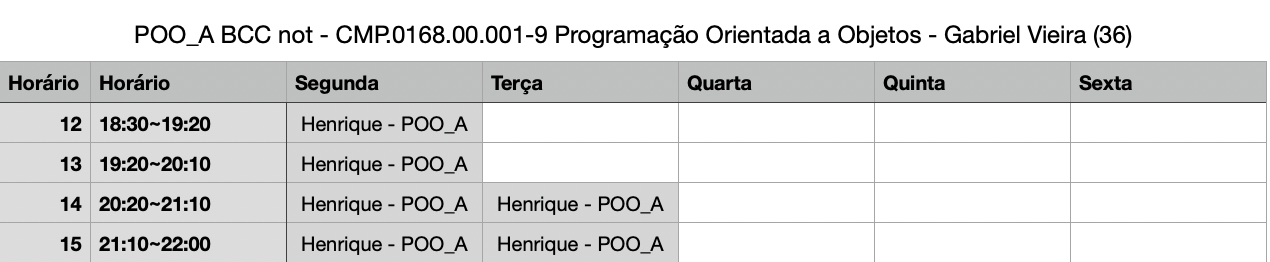 POO_A BCC not - CMP.0168.00.001-9 Programação Orientada a Objetos - Gabriel Vieira (36)
Horário Horário Segunda Terça Quarta Quinta Sexta
12 18:30~19:20 Henrique - POO_A
13 19:20~20:10 Henrique - POO_A
14 20:20~21:10 Henrique - POO_A Henrique - POO_A
15 21:10~22:00 Henrique - POO_A Henrique - POO_A